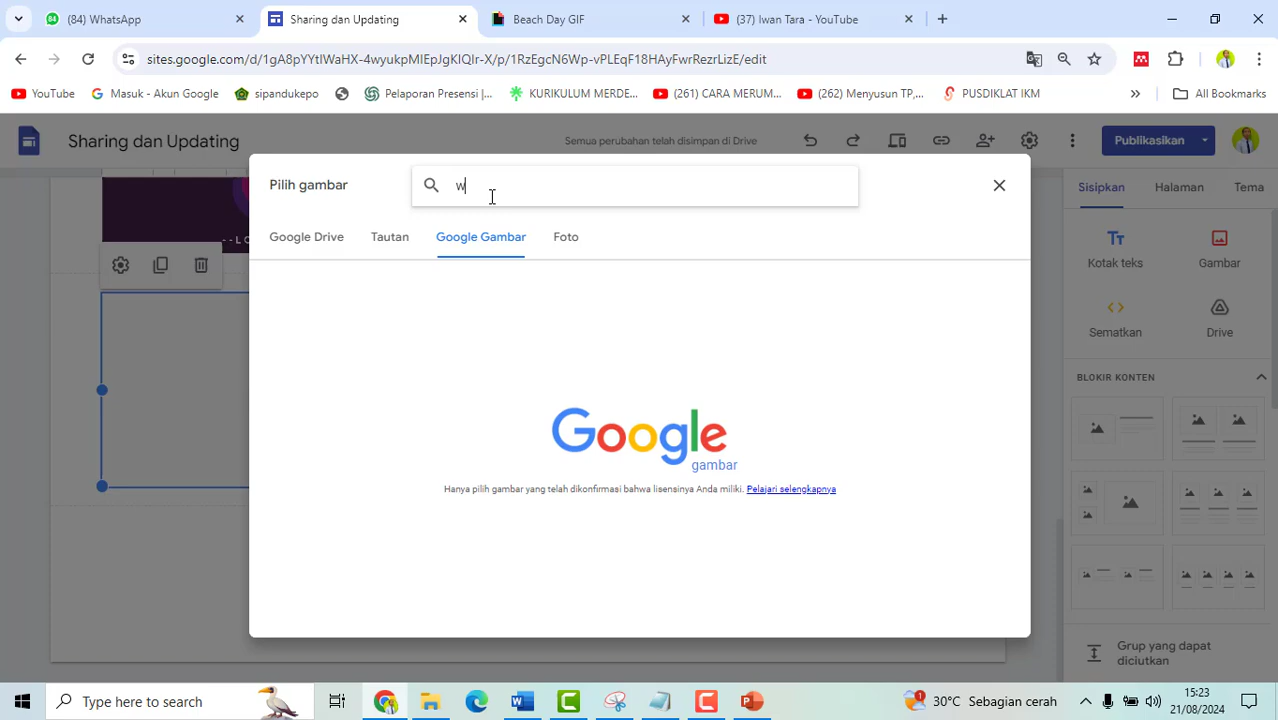 (84) WhatsApp
Sharing dan Updating
Beach Day GIF
(37) Iwan Tara - YouTube
sites.google.com/d/1gA8pYYtIWaHX-4wyukpMIEpzgKIQIr-X/p/1RzEgcN6Wp-vPLEqF18HAyFwrRezrLizE/edit
YouTube
Masuk - Akun Google
sipandukepo
Pelaporan Presensi |...
KURIKULUM MERDE...
(261) CARA MERUM...
(262) Menyusun TP,...
PUSDIKLAT IKM
All Bookmarks
Sharing dan Updating
Semua perubahan telah disimpan di Drive
Publikasikan
Pilih gambar
w
Sisipkan
Halaman
Tema
Google Drive
Tautan
Google Gambar
Foto
--LO
Kotak teks
Gambar
Sematkan
Drive
BLOKIR KONTEN
Google
gambar
Hanya pilih gambar yang telah dikonfirmasi bahwa lisensinya Anda miliki. Pelajari selengkapnya
Grup yang dapat
diciutkan
Type here to search
30°C Sebagian cerah
15:23
21/08/2024